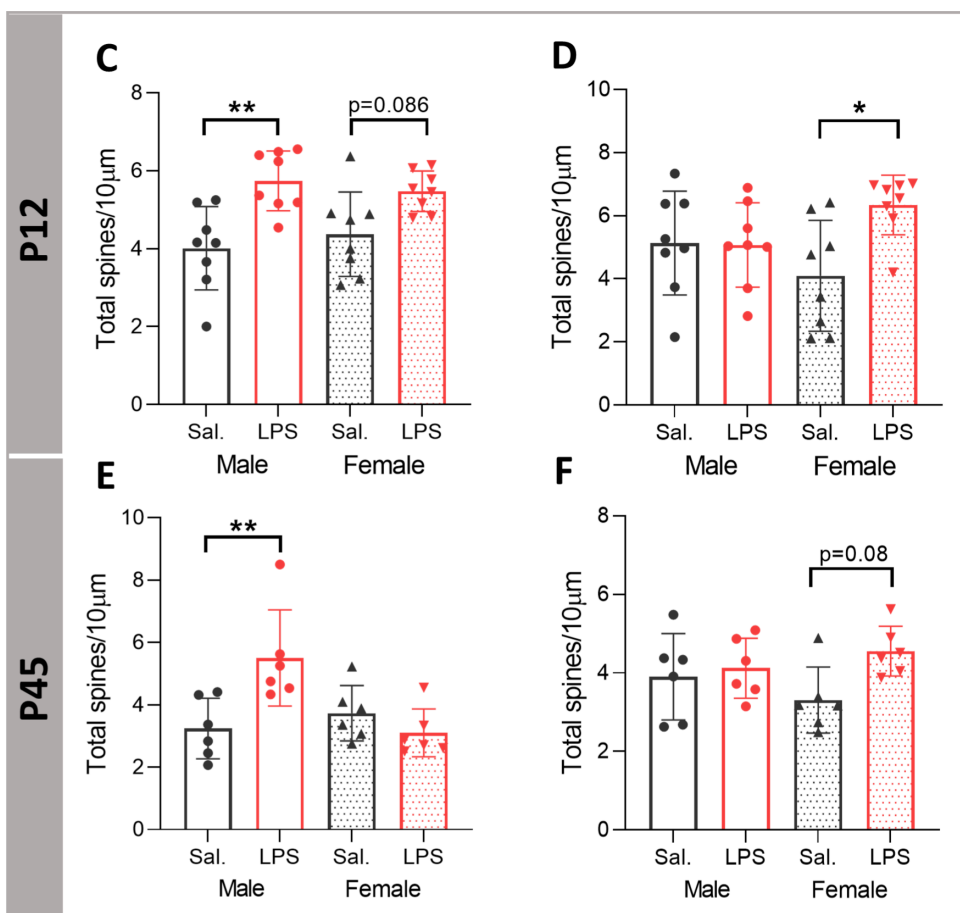 P12
C
Total spines/10µm
8
6
4
2
0
**
p=0.086
Sal. LPS Sal. LPS
Male Female
D
Total spines/10µm
10
8
6
4
2
0
*
Sal. LPS Sal. LPS
Male Female
P45
E
Total spines/10µm
10
8
6
4
2
0
**
Sal. LPS Sal. LPS
Male Female
F
Total spines/10µm
8
6
4
2
0
p=0.08
Sal. LPS Sal. LPS
Male Female